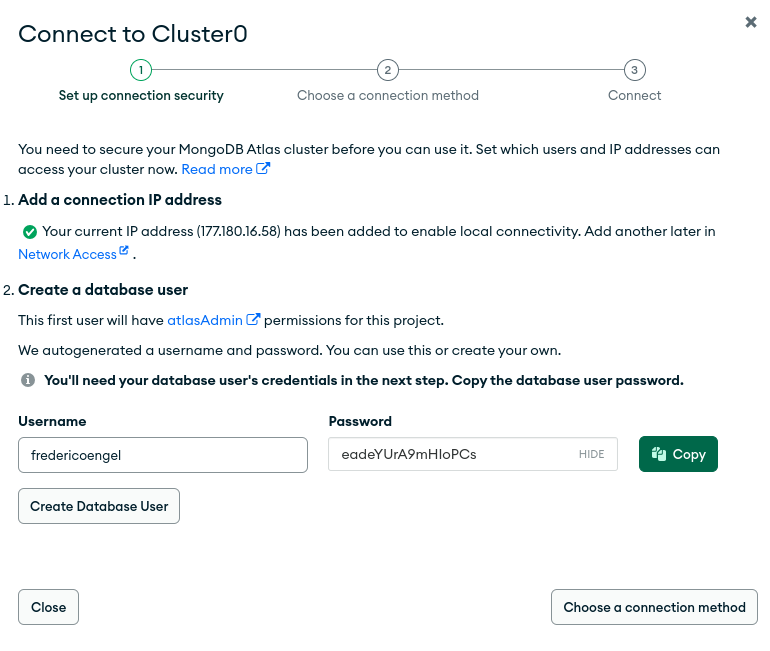 Connect to Cluster0
1
2
3
Set up connection security
Choose a connection method
Connect
You need to secure your MongoDB Atlas cluster before you can use it. Set which users and IP addresses can
access your cluster now. Read more
1. Add a connection IP address
Your current IP address (177.180.16.58) has been added to enable local connectivity. Add another later in
Network Access .
2. Create a database user
This first user will have atlasAdmin permissions for this project.
We autogenerated a username and password. You can use this or create your own.
You'll need your database user's credentials in the next step. Copy the database user password.
Username
Password
fredericoengel
eadeYUrA9mHIoPCs
HIDE
Copy
Create Database User
Close
Choose a connection method